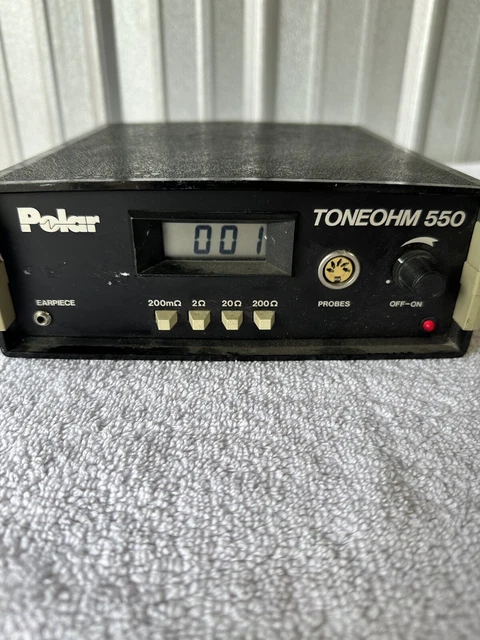 Polar
TONEOHM 550
001
EARPIECE
200mΩ 2Ω 20Ω 200Ω
PROBES
OFF-ON